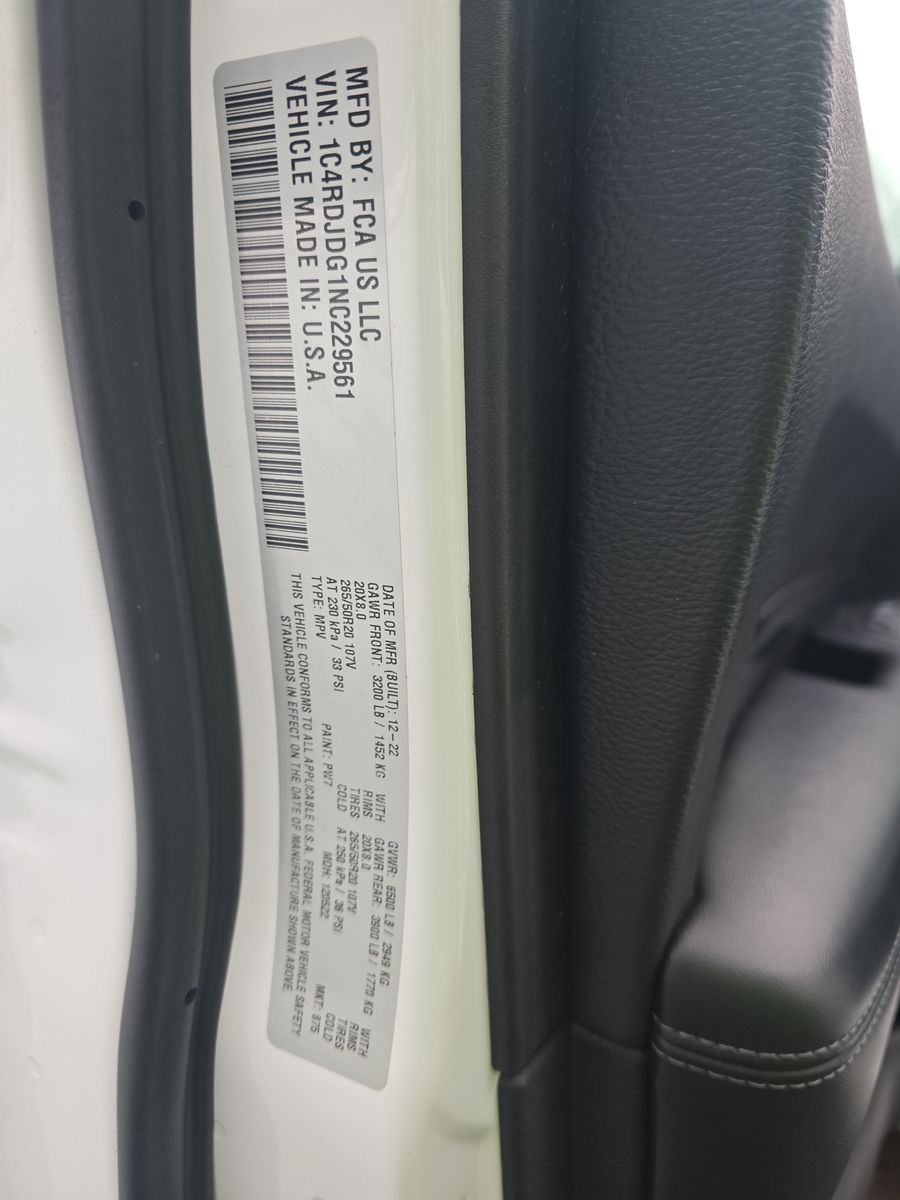 MFD BY: FCA US LLC
VIN: 1C4RDJDG1NC229561
VEHICLE MADE IN: U.S.A.
DATE OF MFR (BUILT): 12-22 GVWR: 6500 LB / 2949 KG
GAWR FRONT: 3200 LB / 1452 KG WITH GAWR REAR: 3900 LB / 1770 KG WITH
20X8.0 RIMS 20X8.0 RIMS
265/50R20 107V TIRES 265/50R20 107V TIRES
AT 230 kPa / 33 PSI COLD AT 250 kPa / 36 PSI COLD
TYPE: MPV PAINT: PW7 MDH: 120522 MKT: 875
THIS VEHICLE CONFORMS TO ALL APPLICABLE U.S.A. FEDERAL MOTOR VEHICLE SAFETY
STANDARDS IN EFFECT ON THE DATE OF MANUFACTURE SHOWN ABOVE.